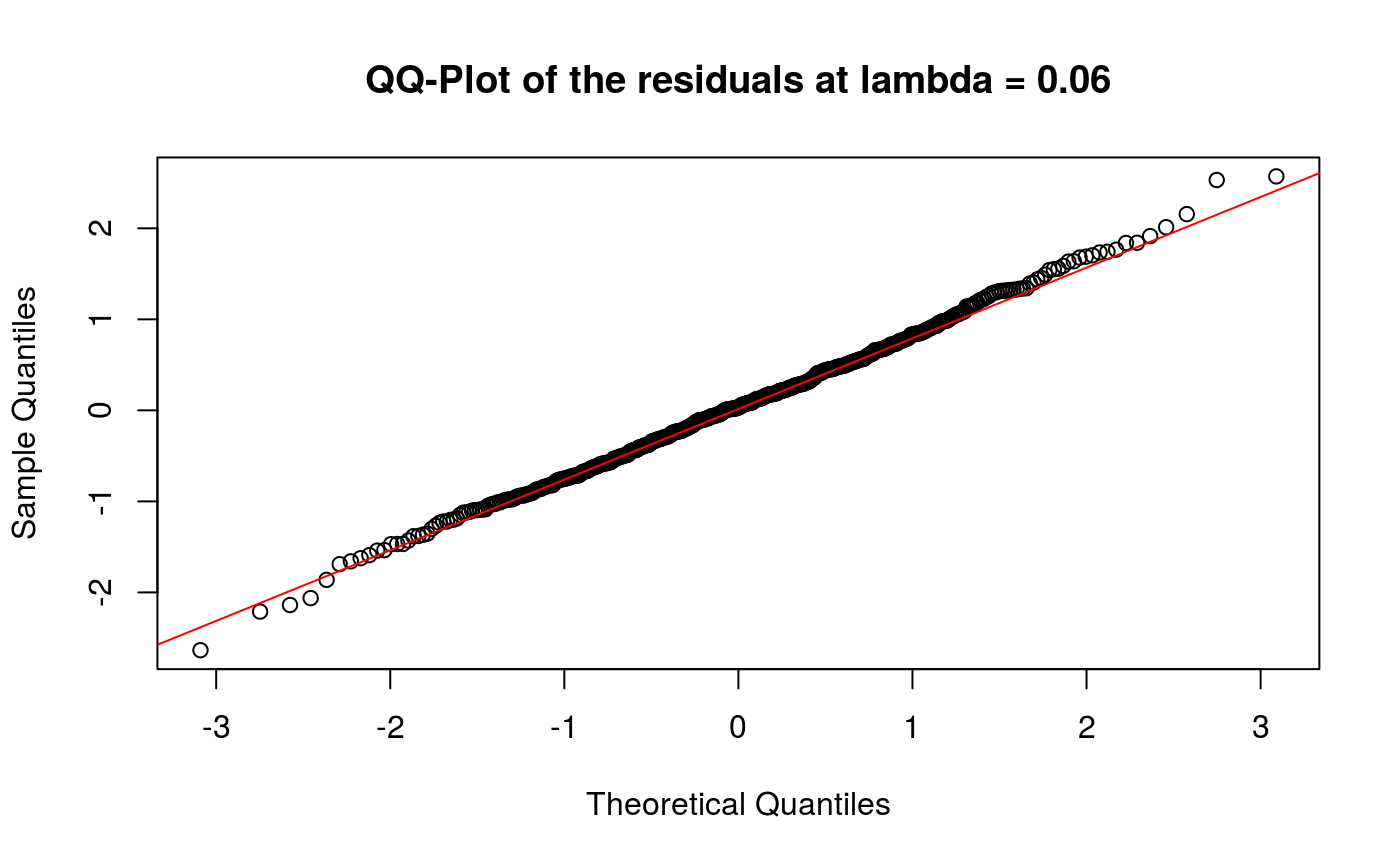 QQ-Plot of the residuals at lambda = 0.06
Sample Quantiles
2
1
0
-1
-2
-3 -2 -1 0 1 2 3
Theoretical Quantiles